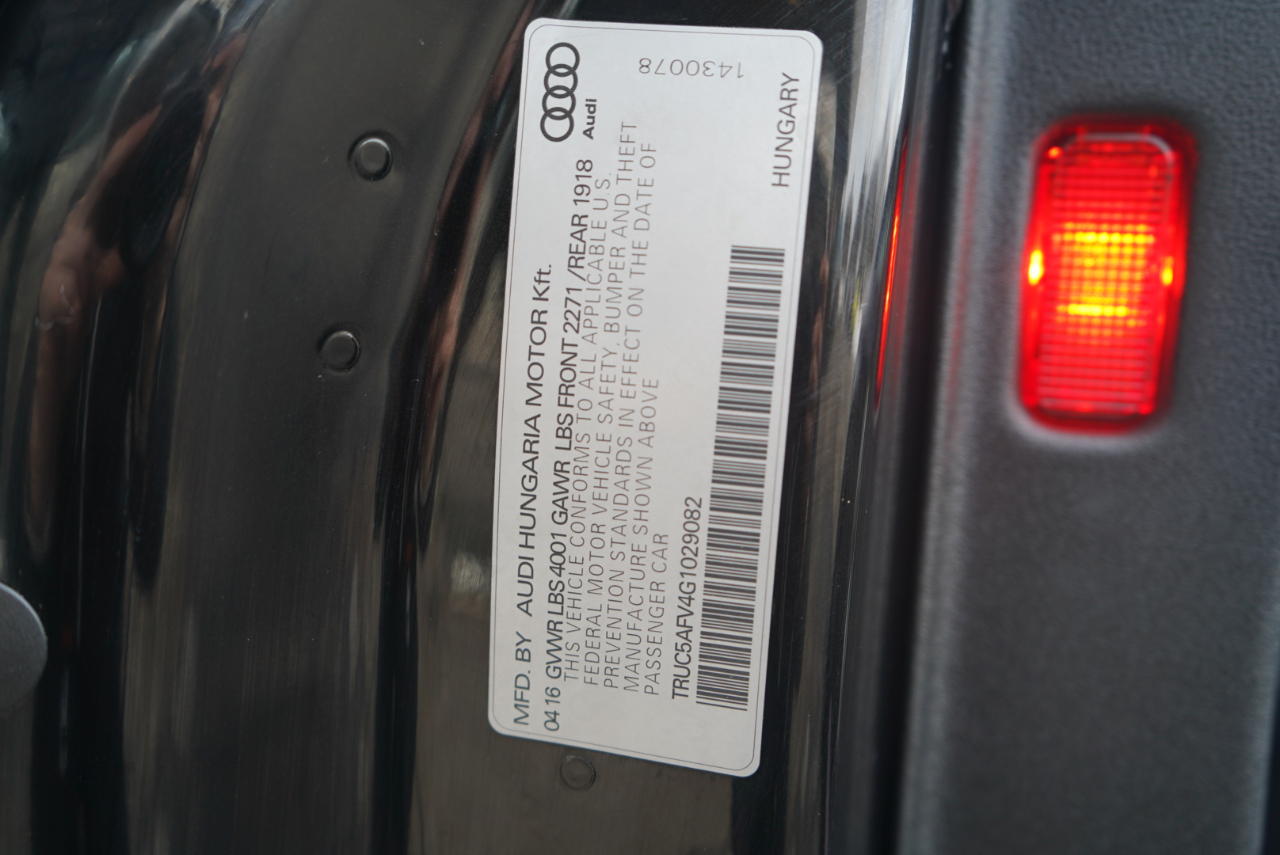 MFD. BY AUDI HUNGARIA MOTOR Kft.
0416 GVWR LBS 4001 GAWR LBS FRONT 2271/REAR 1918
THIS VEHICLE CONFORMS TO ALL APPLICABLE U.S.
FEDERAL MOTOR VEHICLE SAFETY, BUMPER AND THEFT
PREVENTION STANDARDS IN EFFECT ON THE DATE OF
MANUFACTURE SHOWN ABOVE
PASSENGER CAR
TRUC5AFV4G1029082
Audi
1430078
HUNGARY